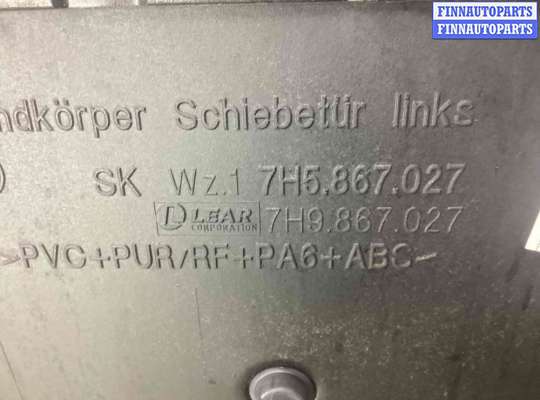 FINNAUTOPARTS
FINNAUTOPARTS
ndkörper Schiebetür links
SK Wz.1 7H5.867.027
LEAR CORPORATION 7H9.867.027
>PVC+PUR/RF+PA6+ABS<